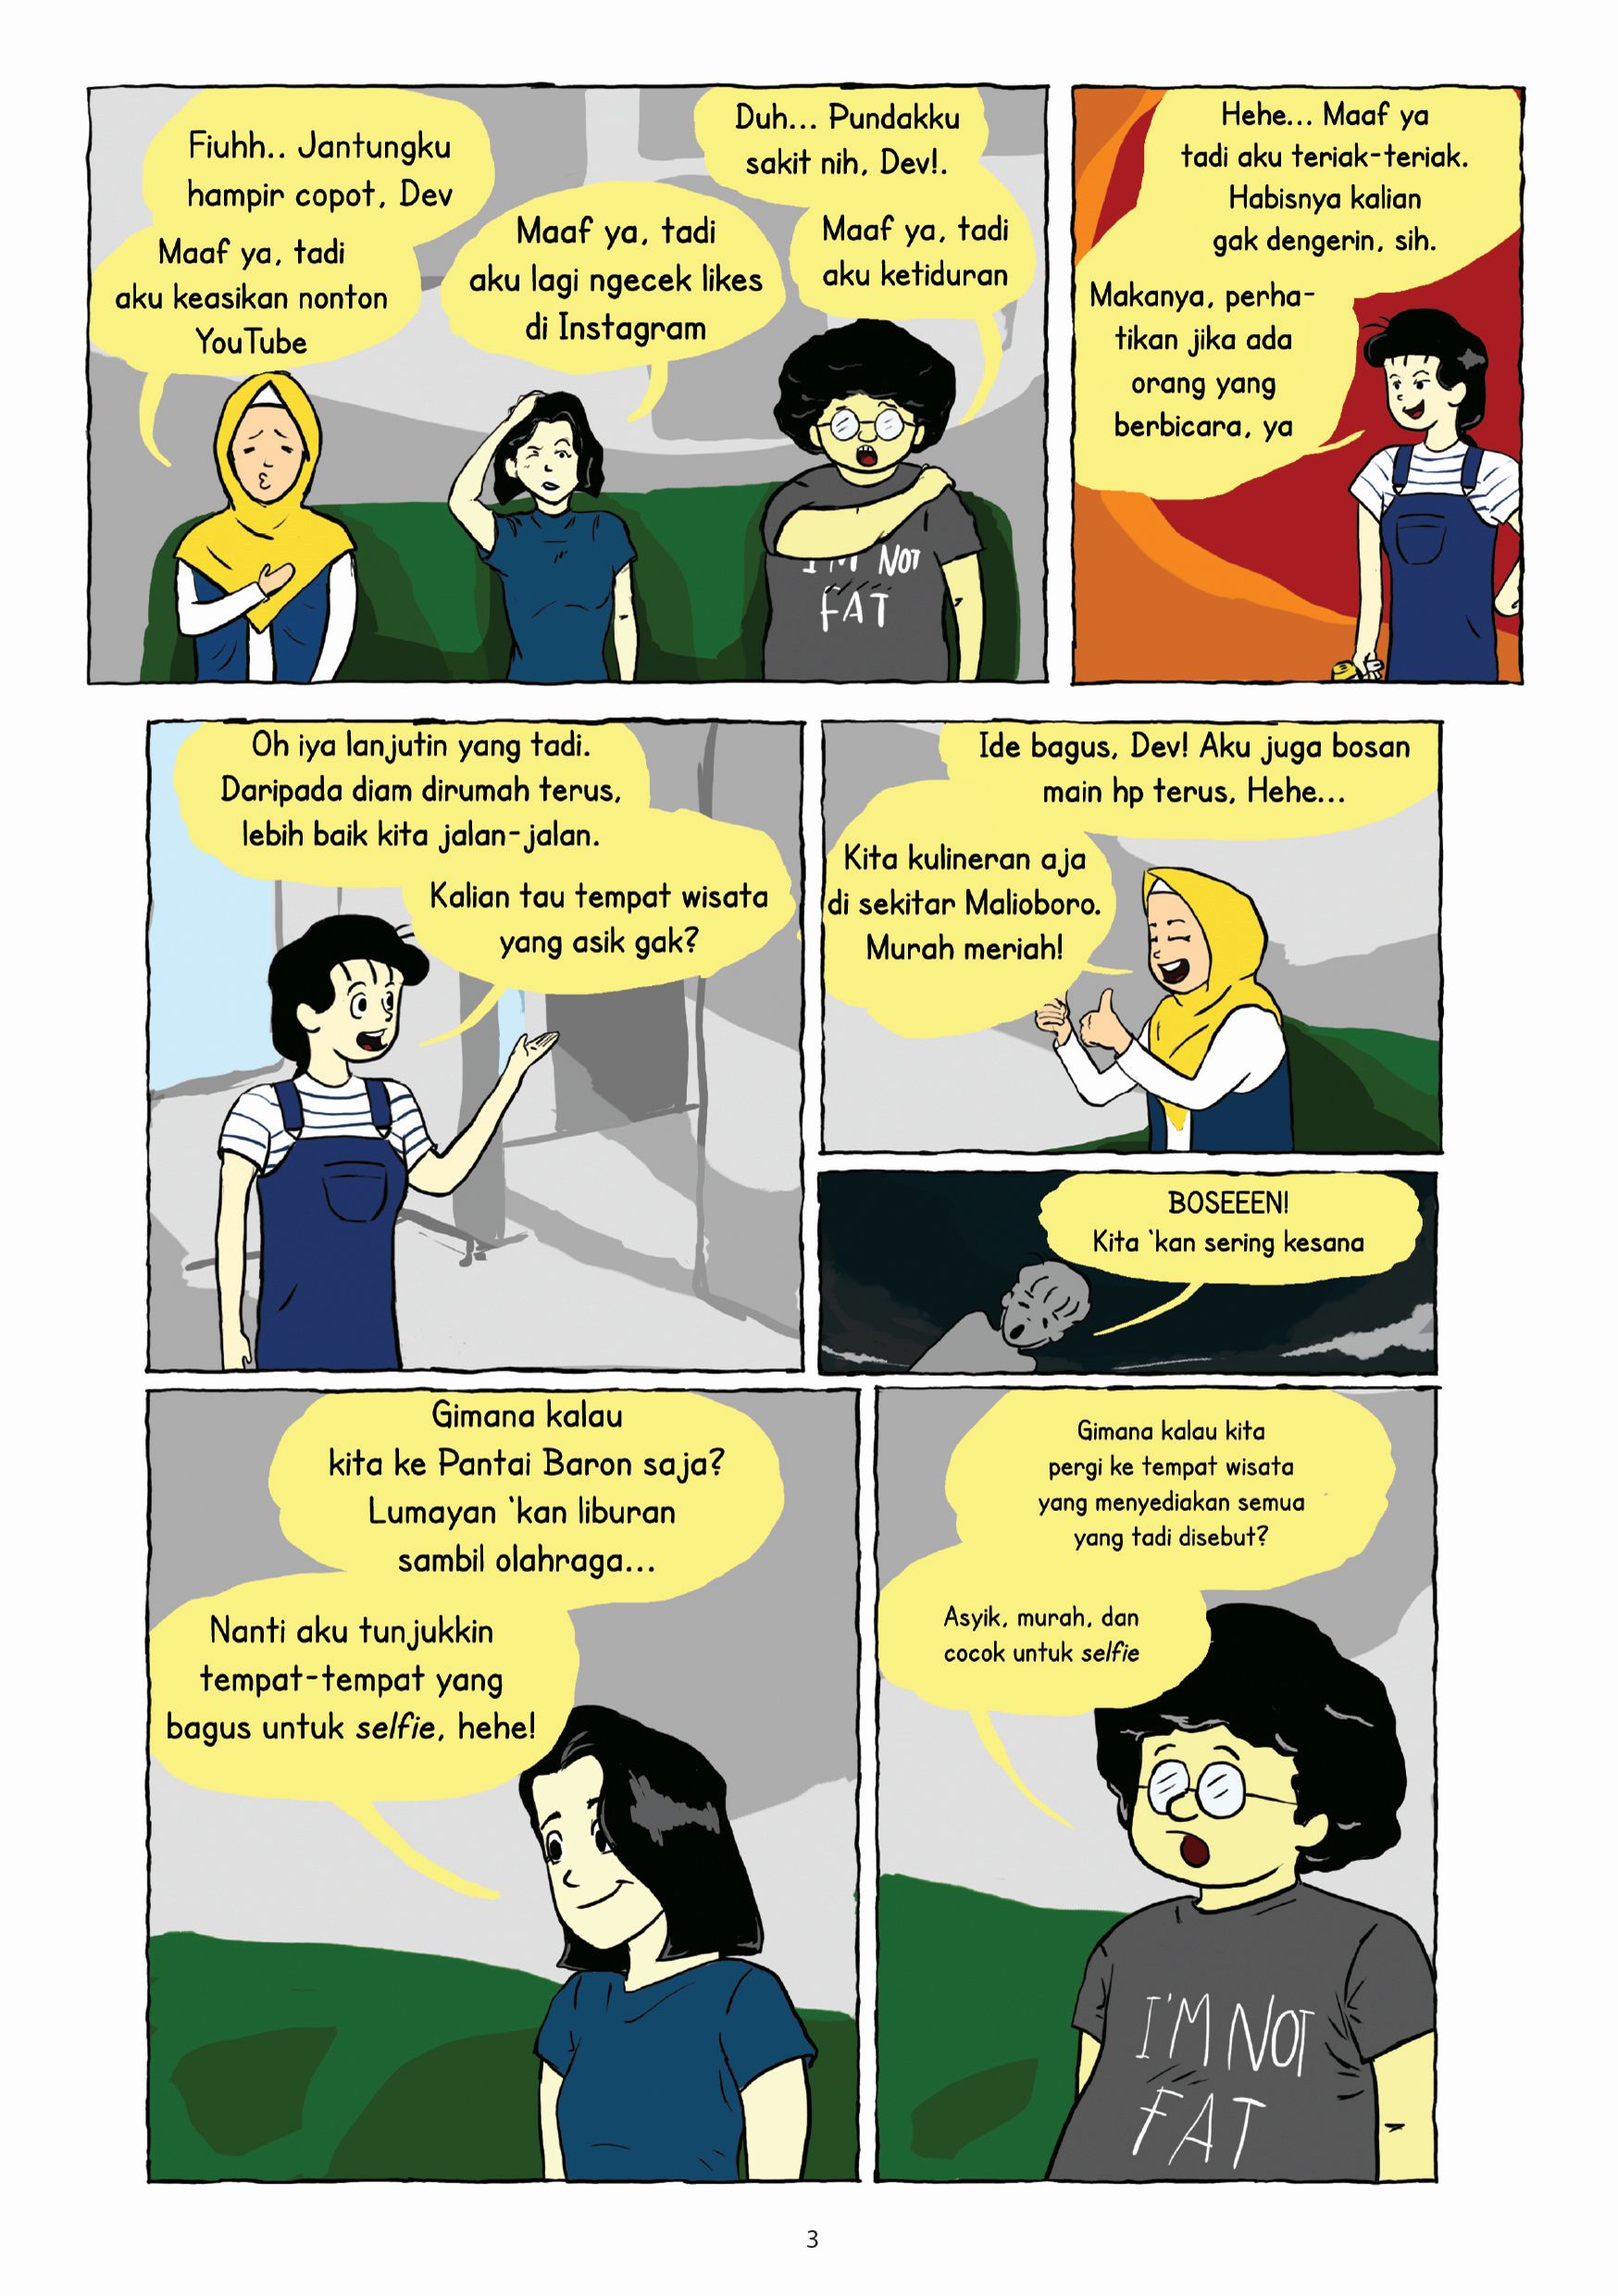 Fiuhh.. Jantungku
hampir copot, Dev
Maaf ya, tadi
aku keasikan nonton
YouTube
Maaf ya, tadi
aku lagi ngecek likes
di Instagram
Duh... Pundakku
sakit nih, Dev!.
Maaf ya, tadi
aku ketiduran
I'M NOT
FAT
Hehe... Maaf ya
tadi aku teriak-teriak.
Habisnya kalian
gak dengerin, sih.
Makanya, perha-
tikan jika ada
orang yang
berbicara, ya
Oh iya lanjutin yang tadi.
Daripada diam dirumah terus,
lebih baik kita jalan-jalan.
Kalian tau tempat wisata
yang asik gak?
Ide bagus, Dev! Aku juga bosan
main hp terus, Hehe...
Kita kulineran aja
di sekitar Malioboro.
Murah meriah!
BOSEEEN!
Kita ‘kan sering kesana
Gimana kalau
kita ke Pantai Baron saja?
Lumayan ‘kan liburan
sambil olahraga...
Nanti aku tunjukkin
tempat-tempat yang
bagus untuk selfie, hehe!
Gimana kalau kita
pergi ke tempat wisata
yang menyediakan semua
yang tadi disebut?
Asyik, murah, dan
cocok untuk selfie
I'M NOT
FAT
3